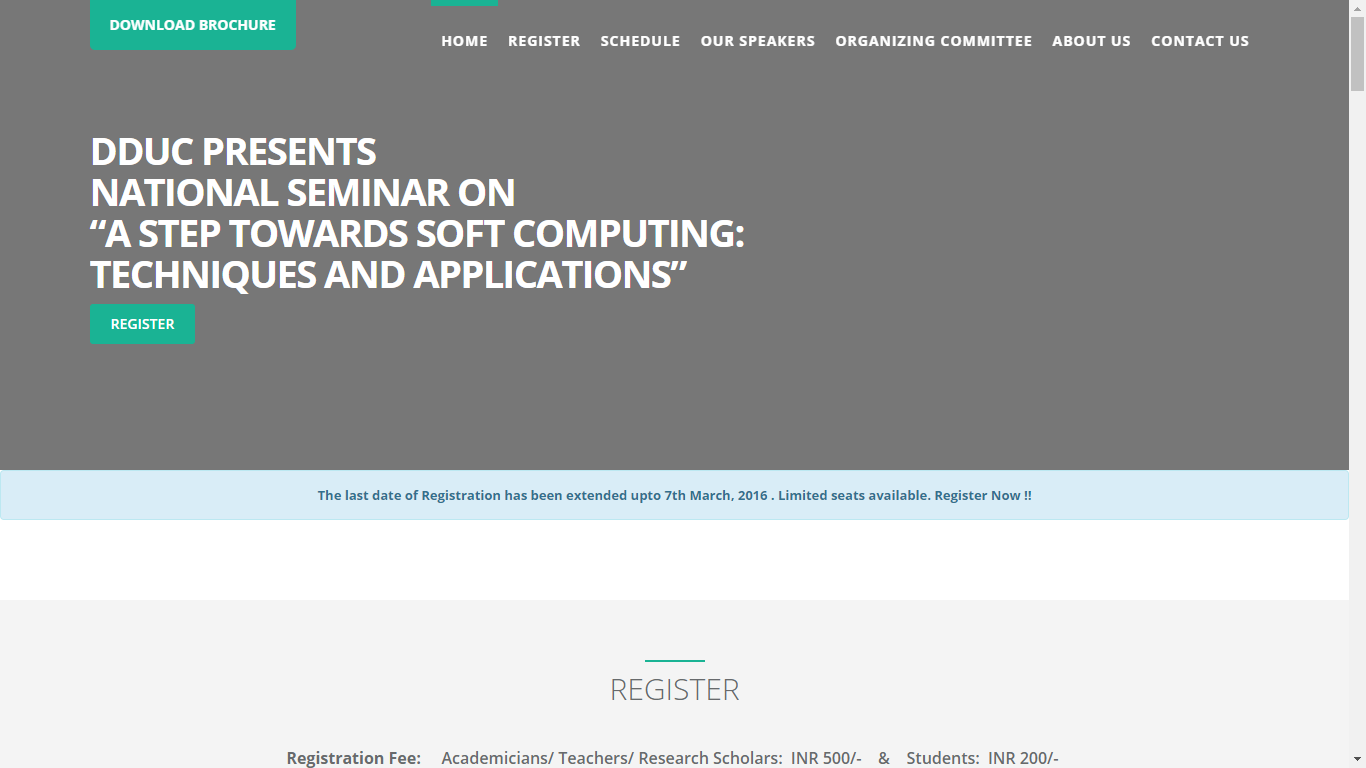 DOWNLOAD BROCHURE
HOME REGISTER SCHEDULE OUR SPEAKERS ORGANIZING COMMITTEE ABOUT US CONTACT US
DDUC PRESENTS
NATIONAL SEMINAR ON
“A STEP TOWARDS SOFT COMPUTING:
TECHNIQUES AND APPLICATIONS”
REGISTER
The last date of Registration has been extended upto 7th March, 2016 . Limited seats available. Register Now !!
REGISTER
Registration Fee: Academicians/ Teachers/ Research Scholars: INR 500/- & Students: INR 200/-